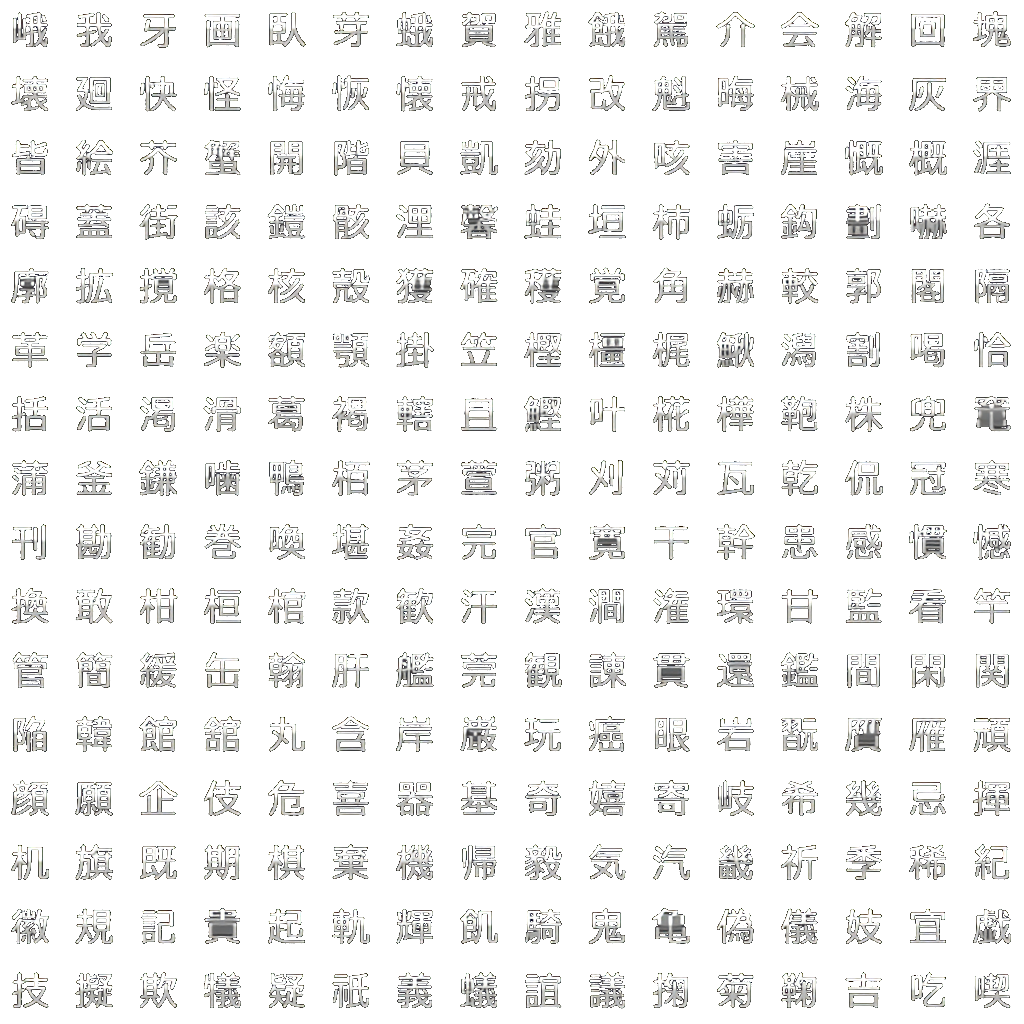 峨我牙画臥芽蛾賀雅餓駕介会解回塊
壊廻快怪悔恢懐戒拐改魁晦械海灰界
皆絵芥蟹開階貝凱劾外咳害崖慨概涯
碍蓋街該鎧骸浬馨蛙垣柿蛎鈎劃嚇各
廓拡撹格核殻獲確穫覚角赫較郭閣隔
革学岳楽額顎掛笠樫橿梶鰍潟割喝恰
括活渇滑葛褐轄且鰹叶椛樺鞄株兜竃
蒲釜鎌噛鴨栢茅萱粥刈苅瓦乾侃冠寒
刊勘勧巻喚堪姦完官寛干幹患感慣憾
換敢柑桓棺款歓汗漢澗潅環甘監看竿
管簡緩缶翰肝艦莞観諌貫還鑑間閑関
陥韓館舘丸含岸巌玩癌眼岩翫贋雁頑
顔願企伎危喜器基奇嬉寄岐希幾忌揮
机旗既期棋棄機帰毅気汽畿祈季稀紀
徽規記貴起軌輝飢騎鬼亀偽儀妓宜戯
技擬欺犠疑祇義蟻誼議掬菊鞠吉吃喫